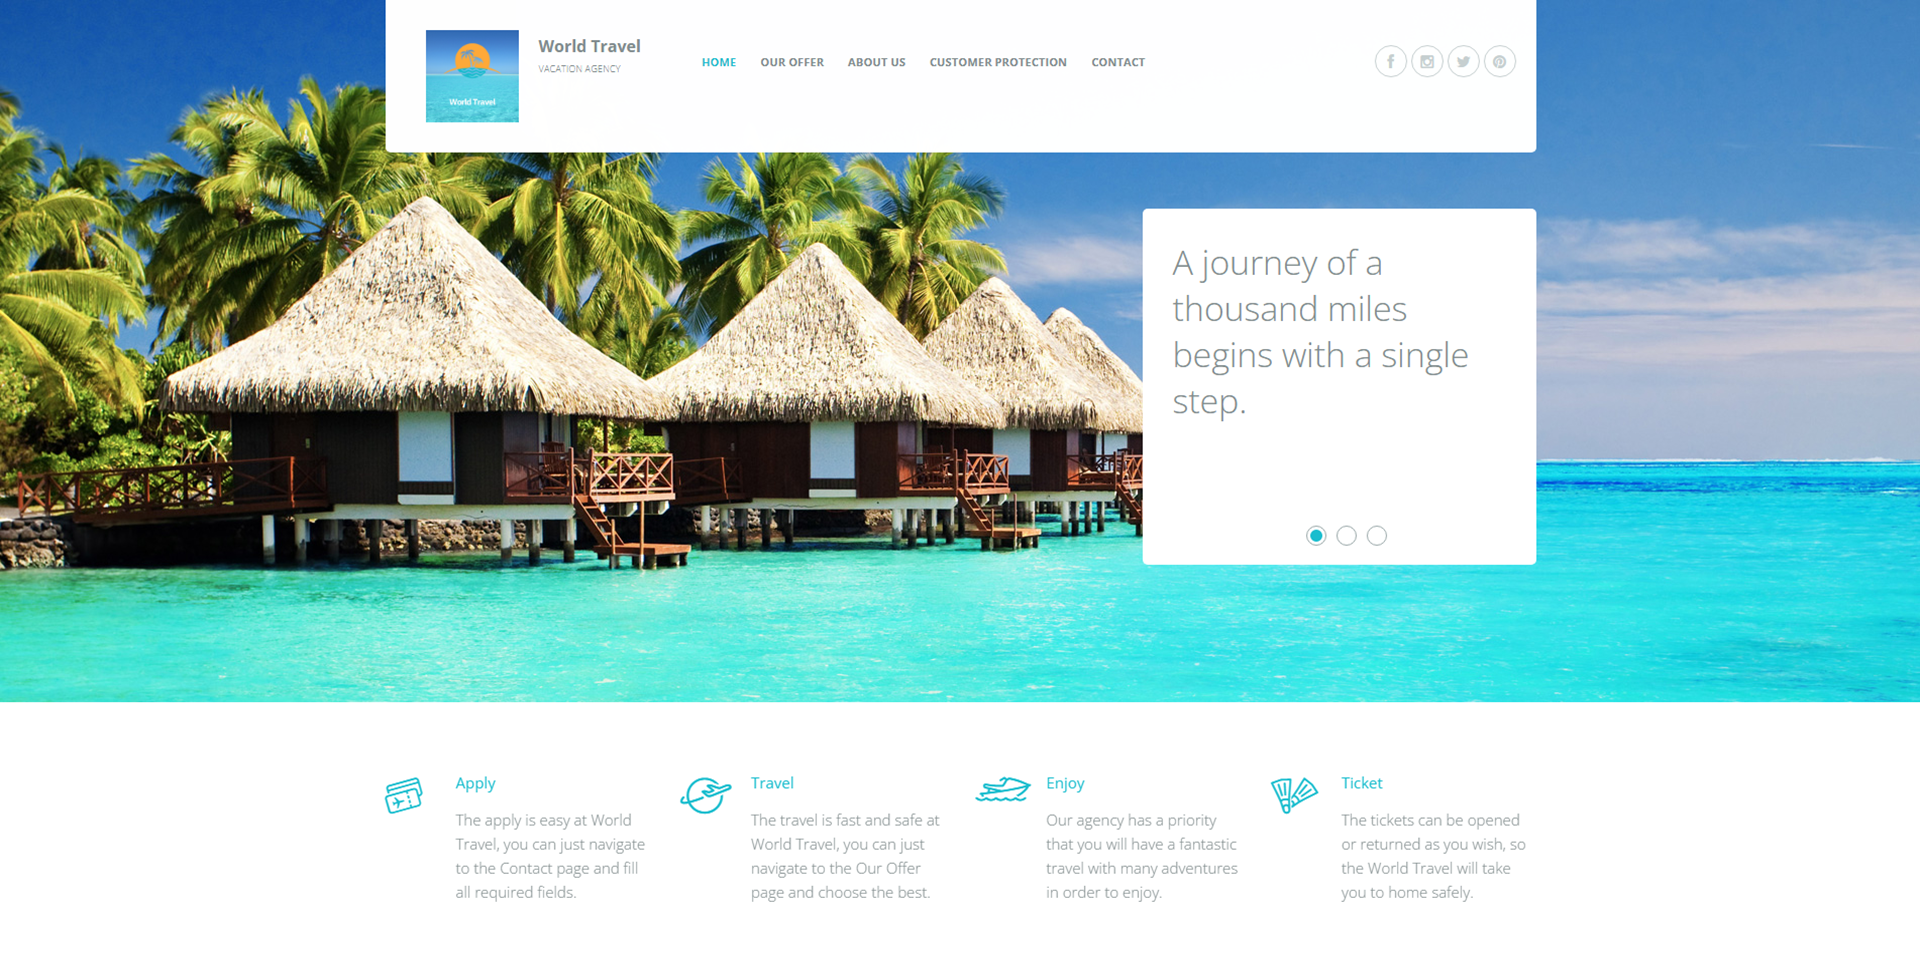 World Travel
VACATION AGENCY
World Travel
HOME
OUR OFFER
ABOUT US
CUSTOMER PROTECTION
CONTACT
A journey of a
thousand miles
begins with a single
step.
Apply
The apply is easy at World
Travel, you can just navigate
to the Contact page and fill
all required fields.
Travel
The travel is fast and safe at
World Travel, you can just
navigate to the Our Offer
page and choose the best.
Enjoy
Our agency has a priority
that you will have a fantastic
travel with many adventures
in order to enjoy.
Ticket
The tickets can be opened
or returned as you wish, so
the World Travel will take
you to home safely.